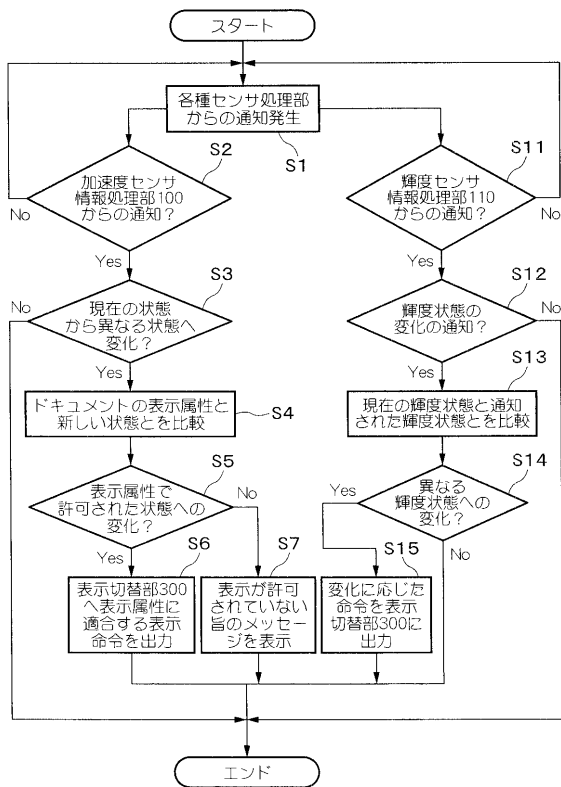 スタート
各種センサ処理部
からの通知発生
S1
S2
加速度センサ
情報処理部100
からの通知?
No
Yes
S11
輝度センサ
情報処理部110
からの通知?
No
Yes
S3
現在の状態
から異なる状態へ
変化?
No
Yes
S12
輝度状態の
変化の通知?
No
Yes
S4
ドキュメントの表示属性と
新しい状態とを比較
S13
現在の輝度状態と通知
された輝度状態とを比較
S5
表示属性で
許可された状態への
変化?
No
Yes
S14
異なる
輝度状態への
変化?
Yes
No
S6
表示切替部300
へ表示属性に
適合する表示
命令を出力
S7
表示が許可
されていない
旨のメッセ
ージを表示
S15
変化に応じた
命令を表示
切替部300に
出力
エンド